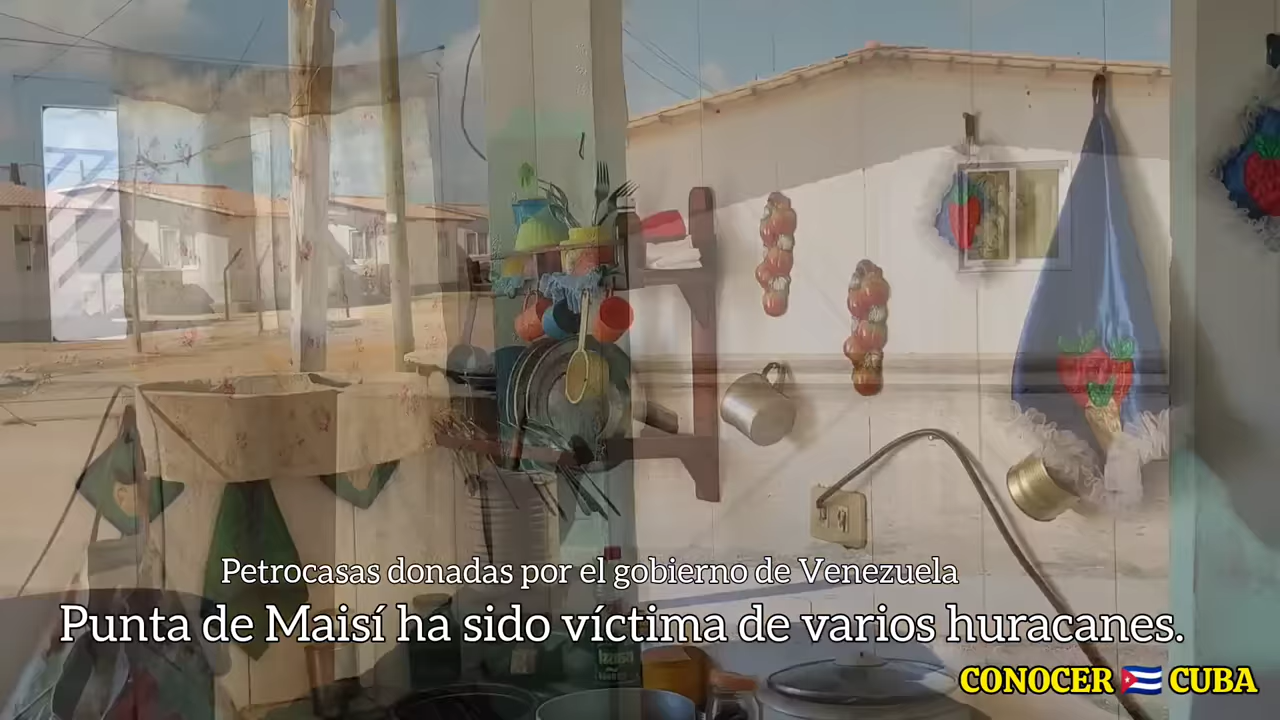 Petrocasas donadas por el gobierno de Venezuela
Punta de Maisí ha sido víctima de varios huracanes.
CONOCER CUBA